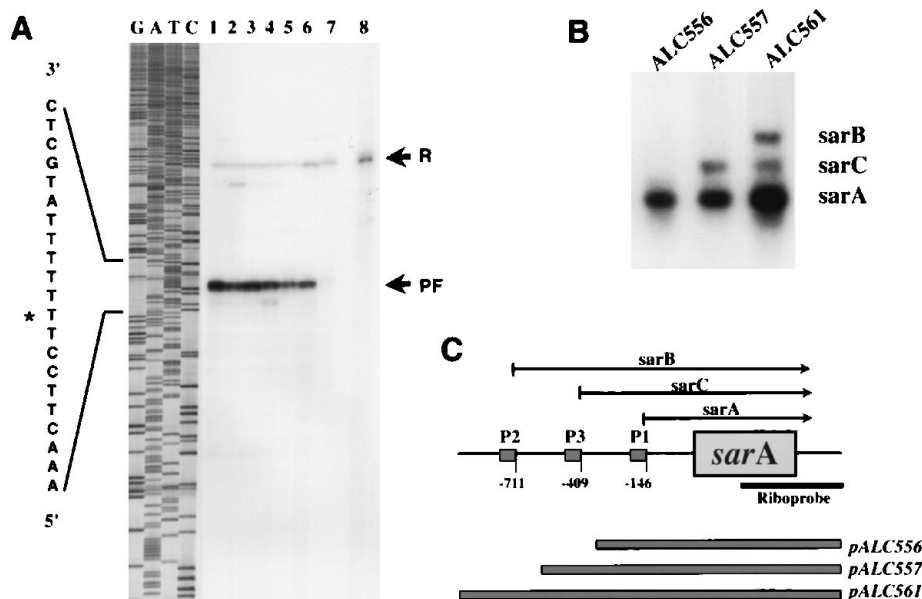 A
G A T C 1 2 3 4 5 6 7 8
3'
C
T
C
G
T
A
T
T
T
T
T
T
* T
C
C
T
T
C
A
A
A
5'
R
PF
B
ALC556 ALC557 ALC561
sarB
sarC
sarA
C
sarB
sarC
sarA
P2 P3 P1
sarA
-711 -409 -146
Riboprobe
pALC556
pALC557
pALC561